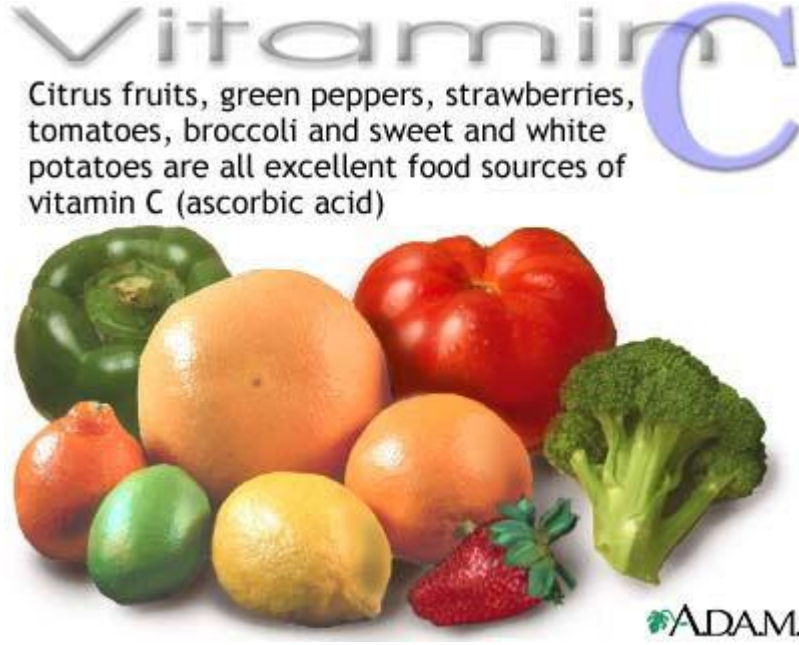 Vitamin C
Citrus fruits, green peppers, strawberries,
tomatoes, broccoli and sweet and white
potatoes are all excellent food sources of
vitamin C (ascorbic acid)
A.D.A.M.